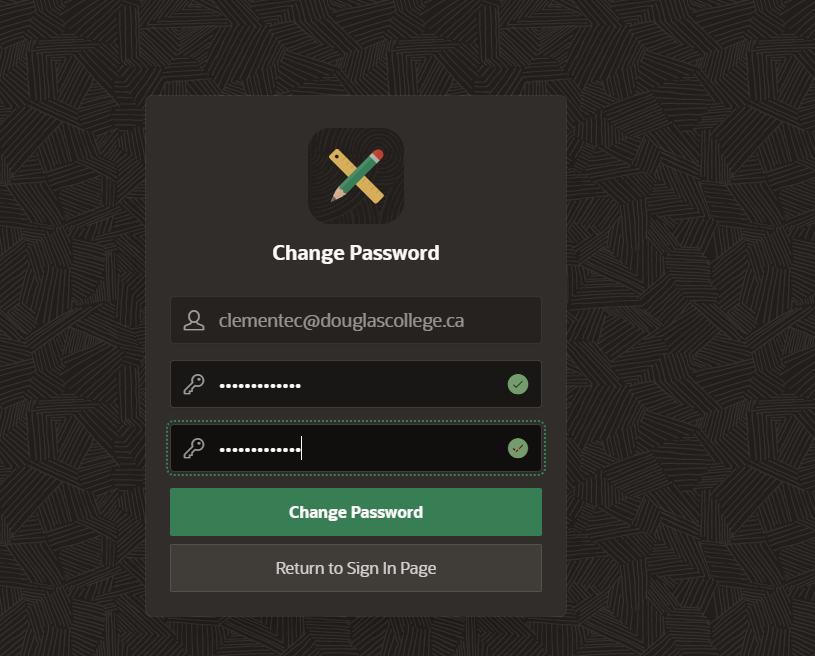 Change Password
clementec@douglascollege.ca
•••••••••••••
•••••••••••••
Change Password
Return to Sign In Page